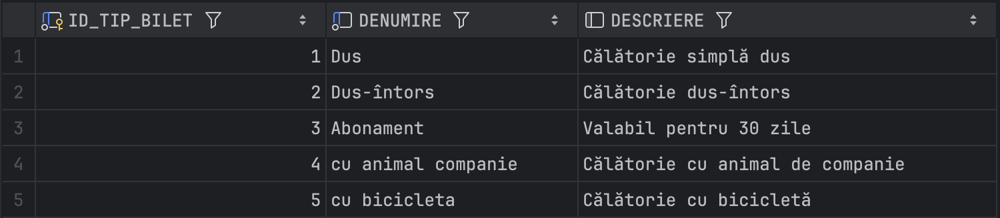 ID_TIP_BILET DENUMIRE DESCRIERE
1 1 Dus Călătorie simplă dus
2 2 Dus-întors Călătorie dus-întors
3 3 Abonament Valabil pentru 30 zile
4 4 cu animal companie Călătorie cu animal de companie
5 5 cu bicicleta Călătorie cu bicicletă